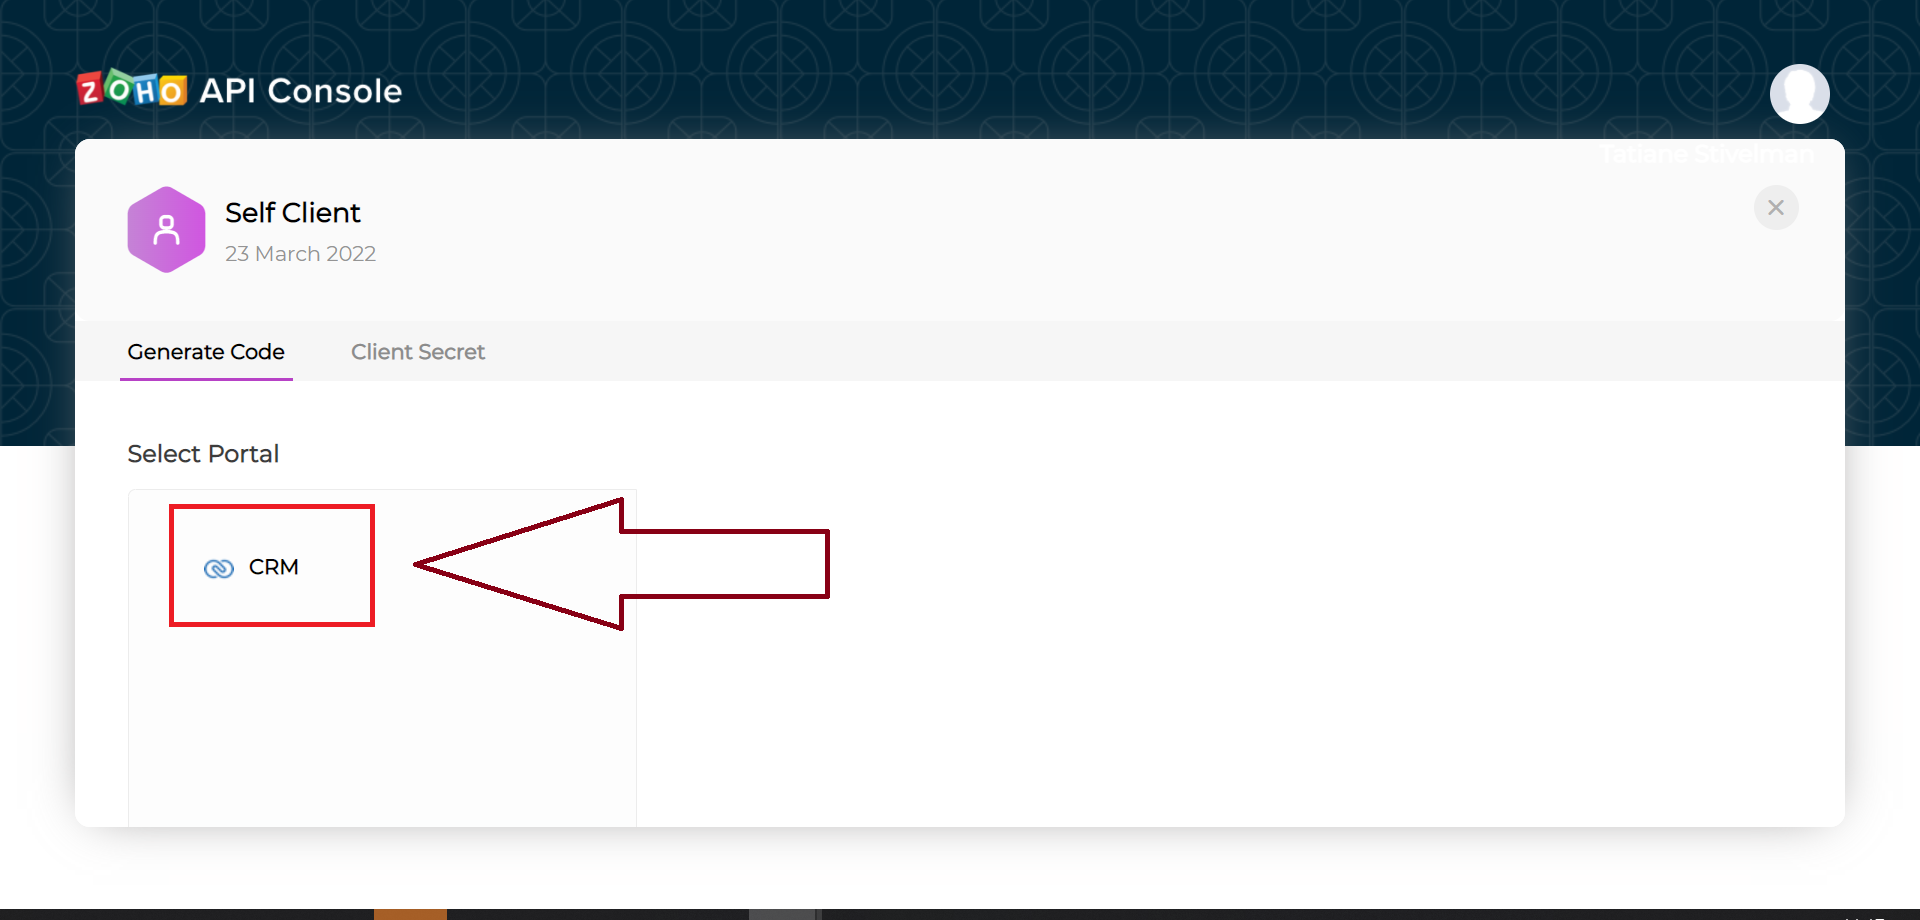 ZOHO API Console
Tatiane Stivelman
Self Client
23 March 2022
Generate Code
Client Secret
Select Portal
CRM